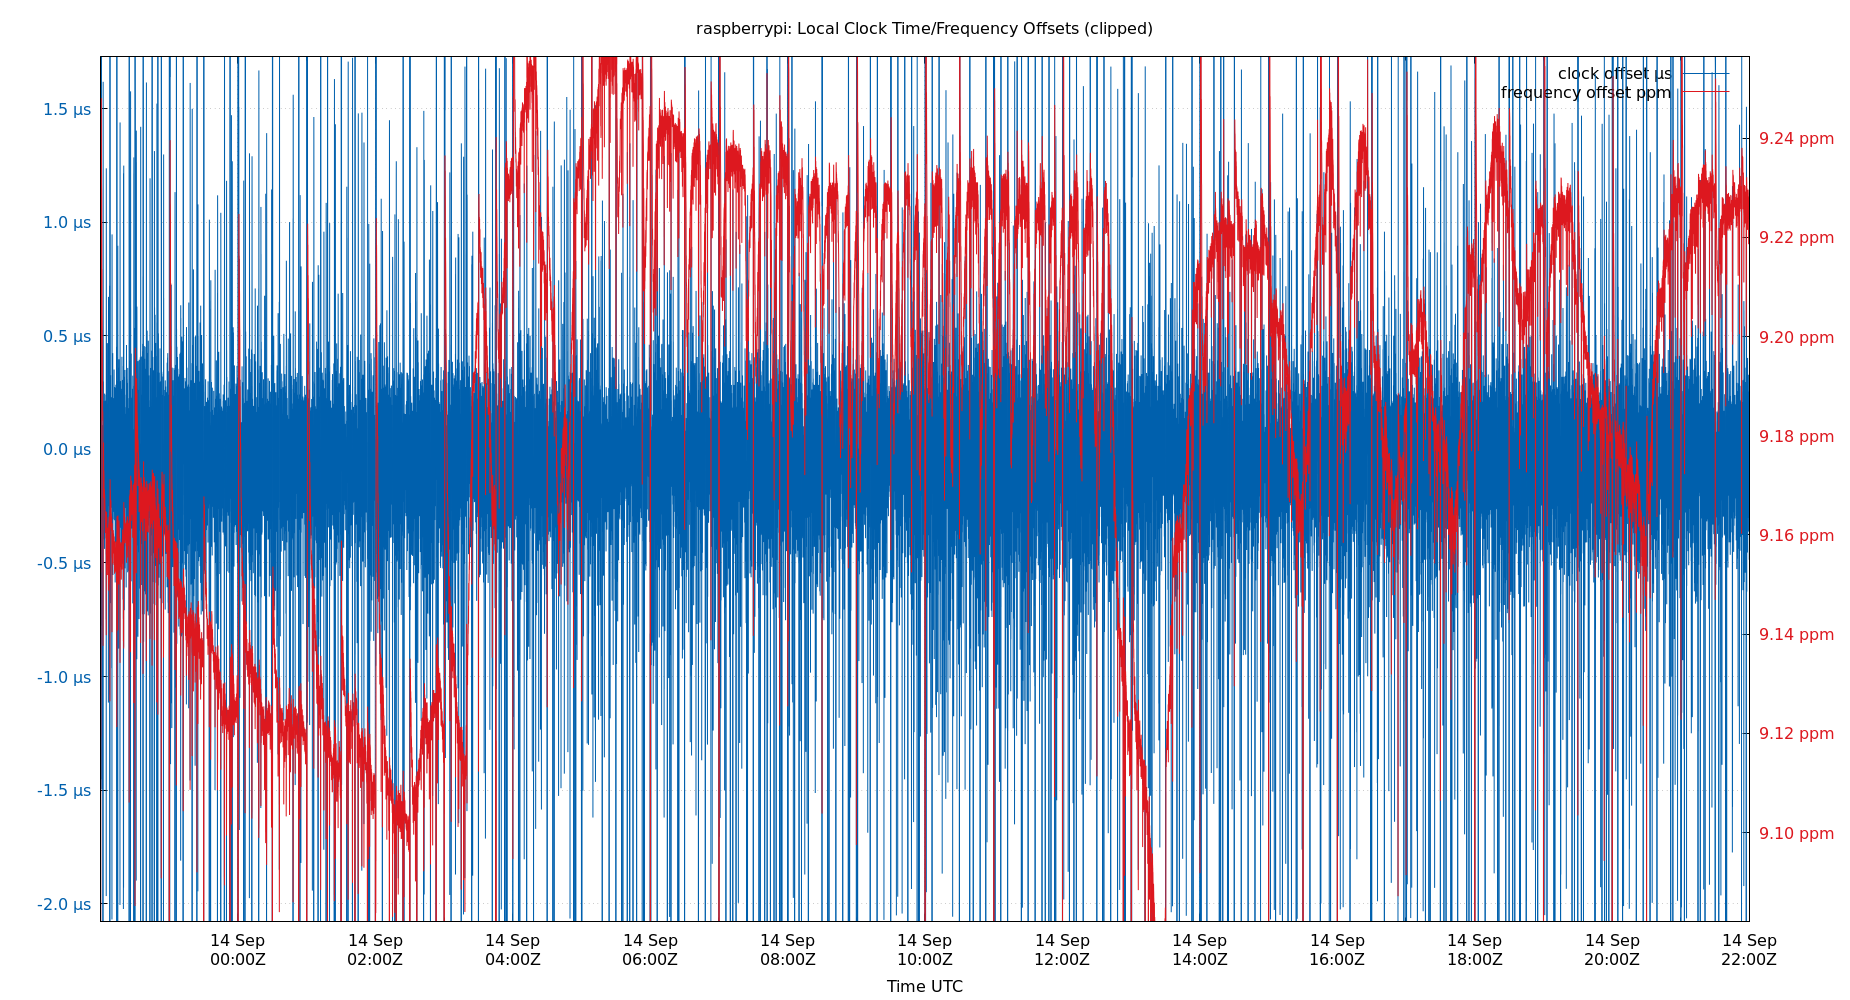 raspberrypi: Local Clock Time/Frequency Offsets (clipped)
clock offset µs
frequency offset ppm
1.5 µs
1.0 µs
0.5 µs
0.0 µs
-0.5 µs
-1.0 µs
-1.5 µs
-2.0 µs
9.24 ppm
9.22 ppm
9.20 ppm
9.18 ppm
9.16 ppm
9.14 ppm
9.12 ppm
9.10 ppm
14 Sep 14 Sep 14 Sep 14 Sep 14 Sep 14 Sep 14 Sep 14 Sep 14 Sep 14 Sep 14 Sep 14 Sep
00:00Z 02:00Z 04:00Z 06:00Z 08:00Z 10:00Z 12:00Z 14:00Z 16:00Z 18:00Z 20:00Z 22:00Z
Time UTC